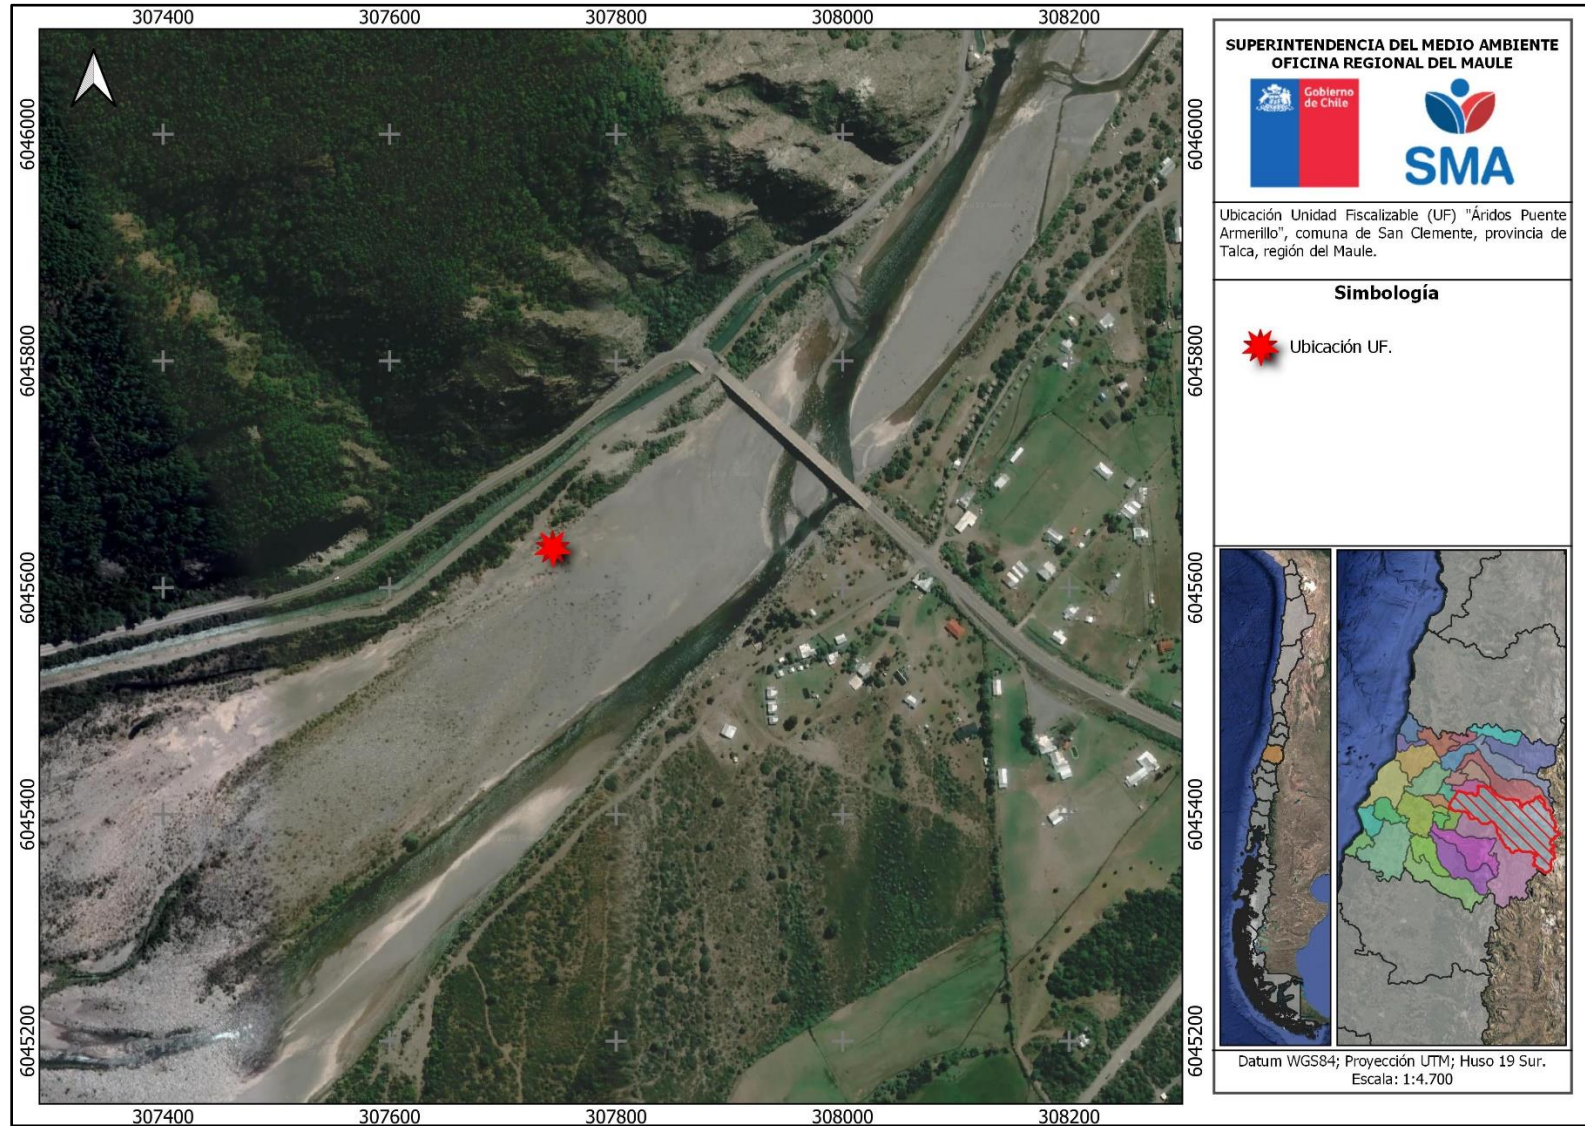 307400 307600 307800 308000 308200
6046000
6045800
6045600
6045400
6045200
6046000
6045800
6045600
6045400
6045200
307400 307600 307800 308000 308200
SUPERINTENDENCIA DEL MEDIO AMBIENTE
OFICINA REGIONAL DEL MAULE
Gobierno
de Chile
SMA
Ubicación Unidad Fiscalizable (UF) "Áridos Puente
Armerillo", comuna de San Clemente, provincia de
Talca, región del Maule.
Simbología
Ubicación UF.
Datum WGS84; Proyección UTM; Huso 19 Sur.
Escala: 1:4.700